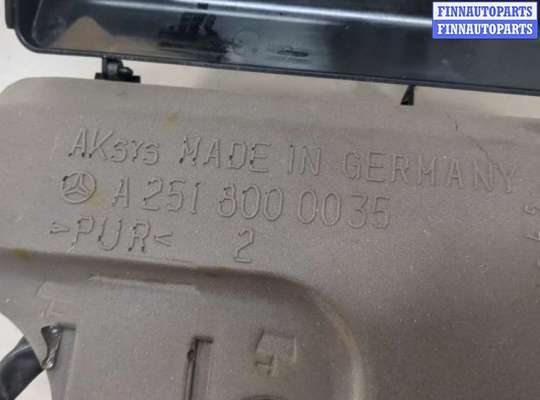 FINNAUTOPARTS
FINNAUTOPARTS
AKsys MADE IN GERMANY
A 251 800 0035
>PUR< 2